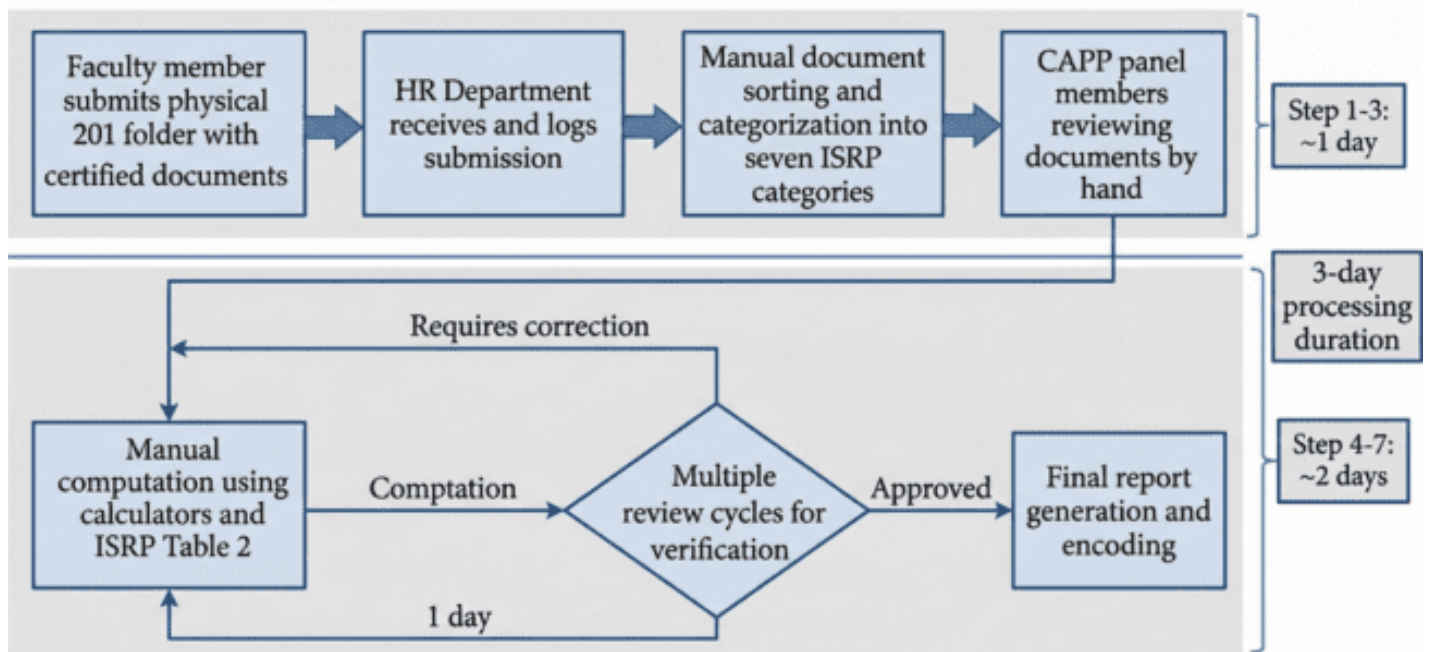 Faculty member
submits physical
201 folder with
certified documents
HR Department
receives and logs
submission
Manual document
sorting and
categorization into
seven ISRP
categories
CAPP panel
members
reviewing
documents by
hand
Step 1-3:
~1 day
3-day
processing
duration
Requires correction
Manual
computation using
calculators and
ISRP Table 2
Comptation
Multiple
review cycles for
verification
Approved
Final report
generation and
encoding
Step 4-7:
~2 days
1 day